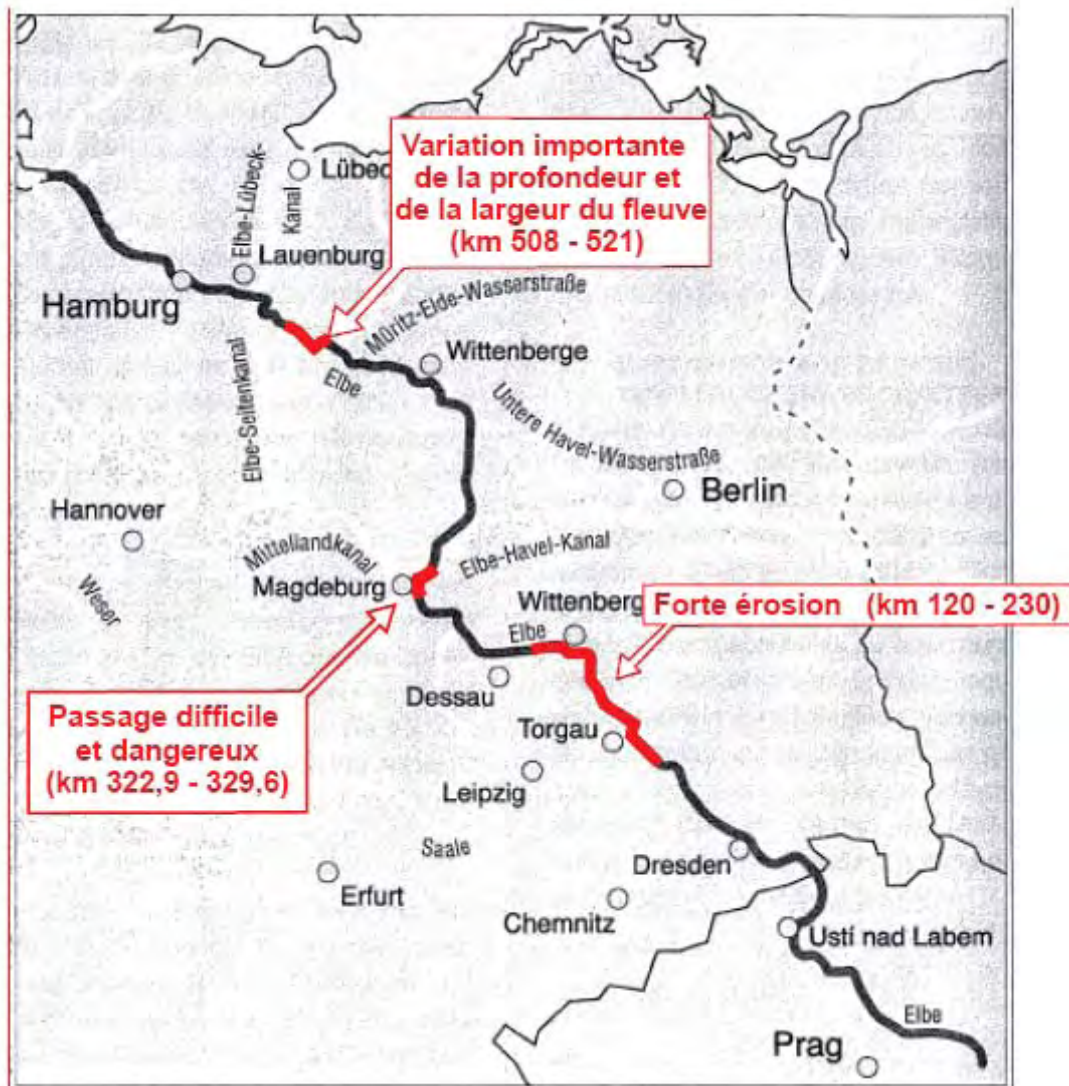 Variation importante
de la profondeur et
de la largeur du fleuve
(km 508 - 521)
Lübec
Elbe-Lübeck-
Kanal
Lauenburg
Hamburg
Müritz-Elde-Wasserstraße
Wittenberge
Elbe
Elbe-Seitenkanal
Untere Havel-Wasserstraße
Berlin
Hannover
Mittellandkanal
Elbe-Havel-Kanal
Magdeburg
Weser
Wittenberg
Forte érosion (km 120 - 230)
Elbe
Dessau
Passage difficile
et dangereux
(km 322,9 - 329,6)
Torgau
Leipzig
Saale
Dresden
Erfurt
Chemnitz
Ustí nad Labem
Elbe
Prag